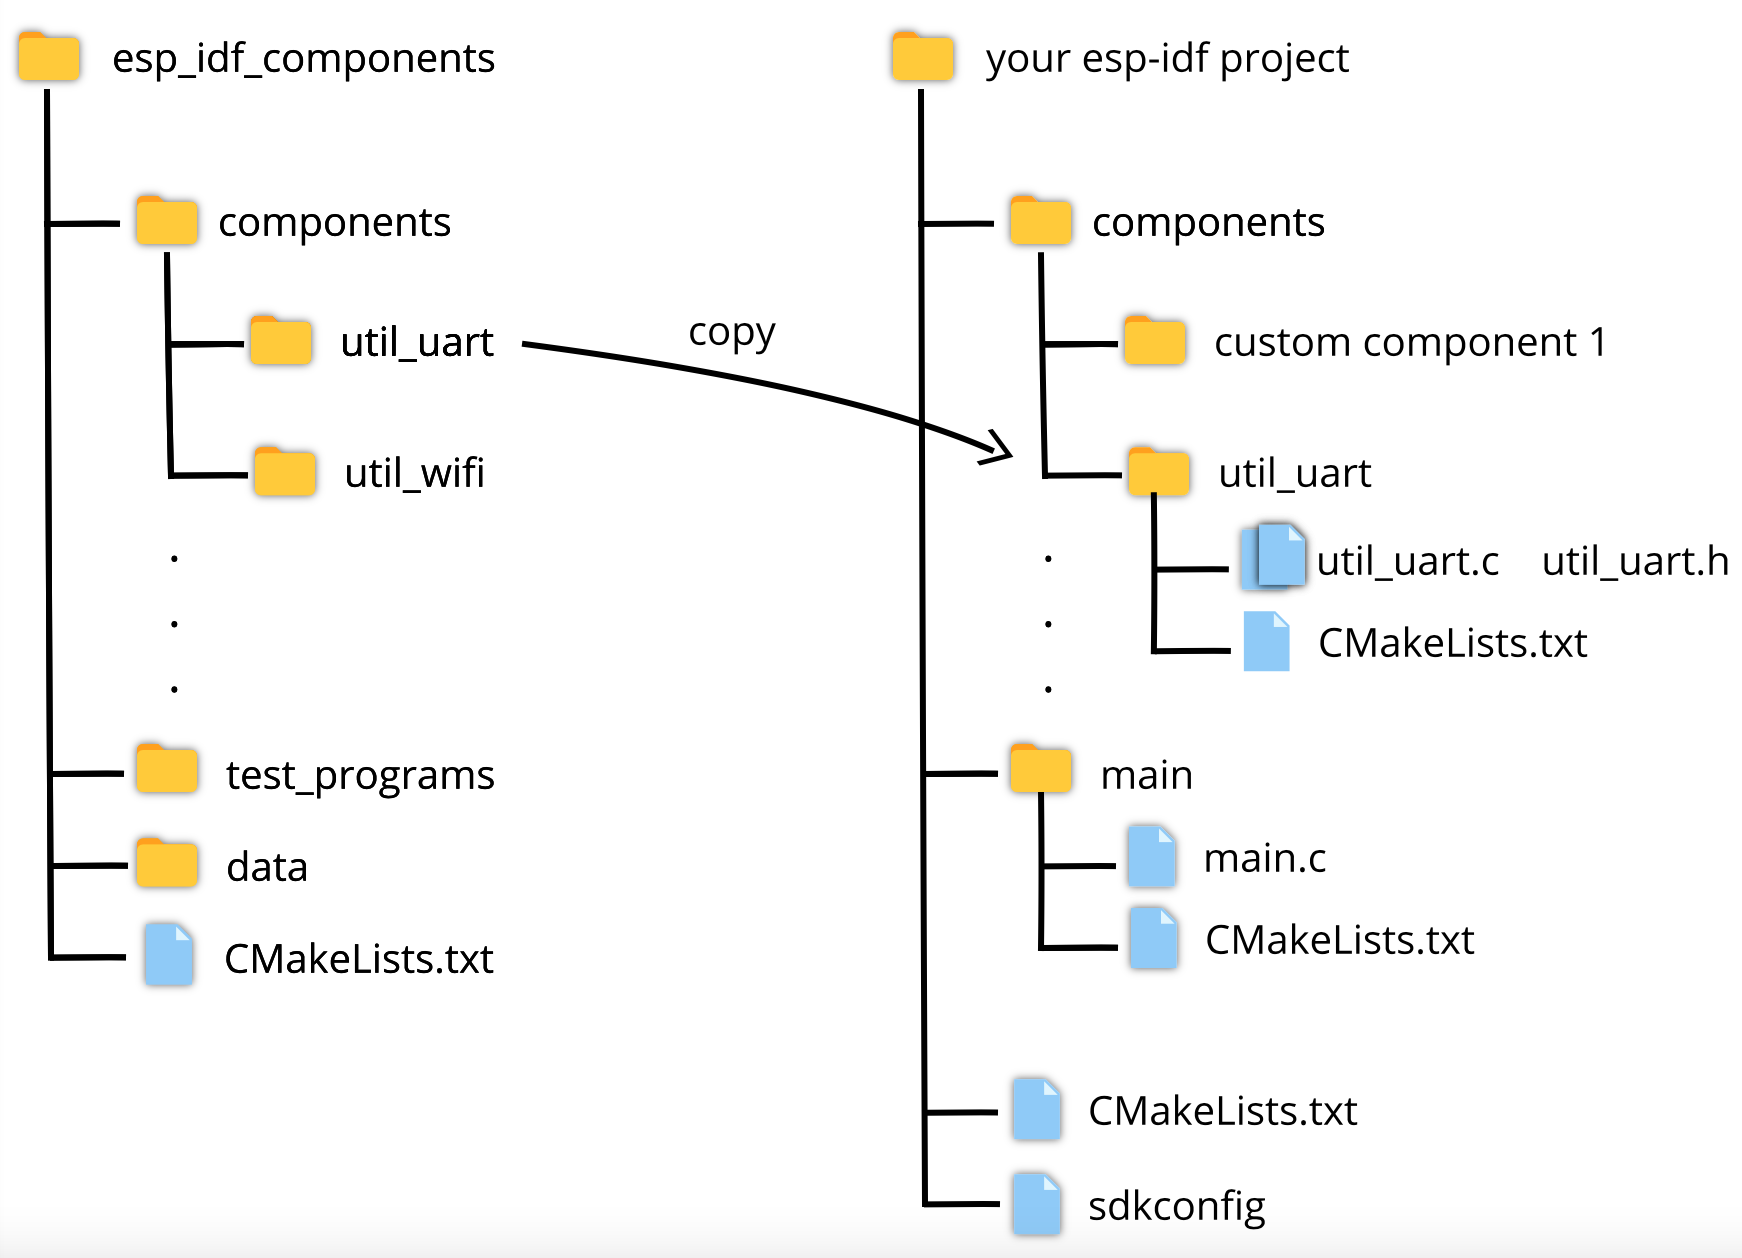 esp_idf_components
components
util_uart
util_wifi
.
.
.
test_programs
data
CMakeLists.txt
copy
your esp-idf project
components
custom component 1
util_uart
util_uart.c util_uart.h
CMakeLists.txt
.
.
.
main
main.c
CMakeLists.txt
CMakeLists.txt
sdkconfig